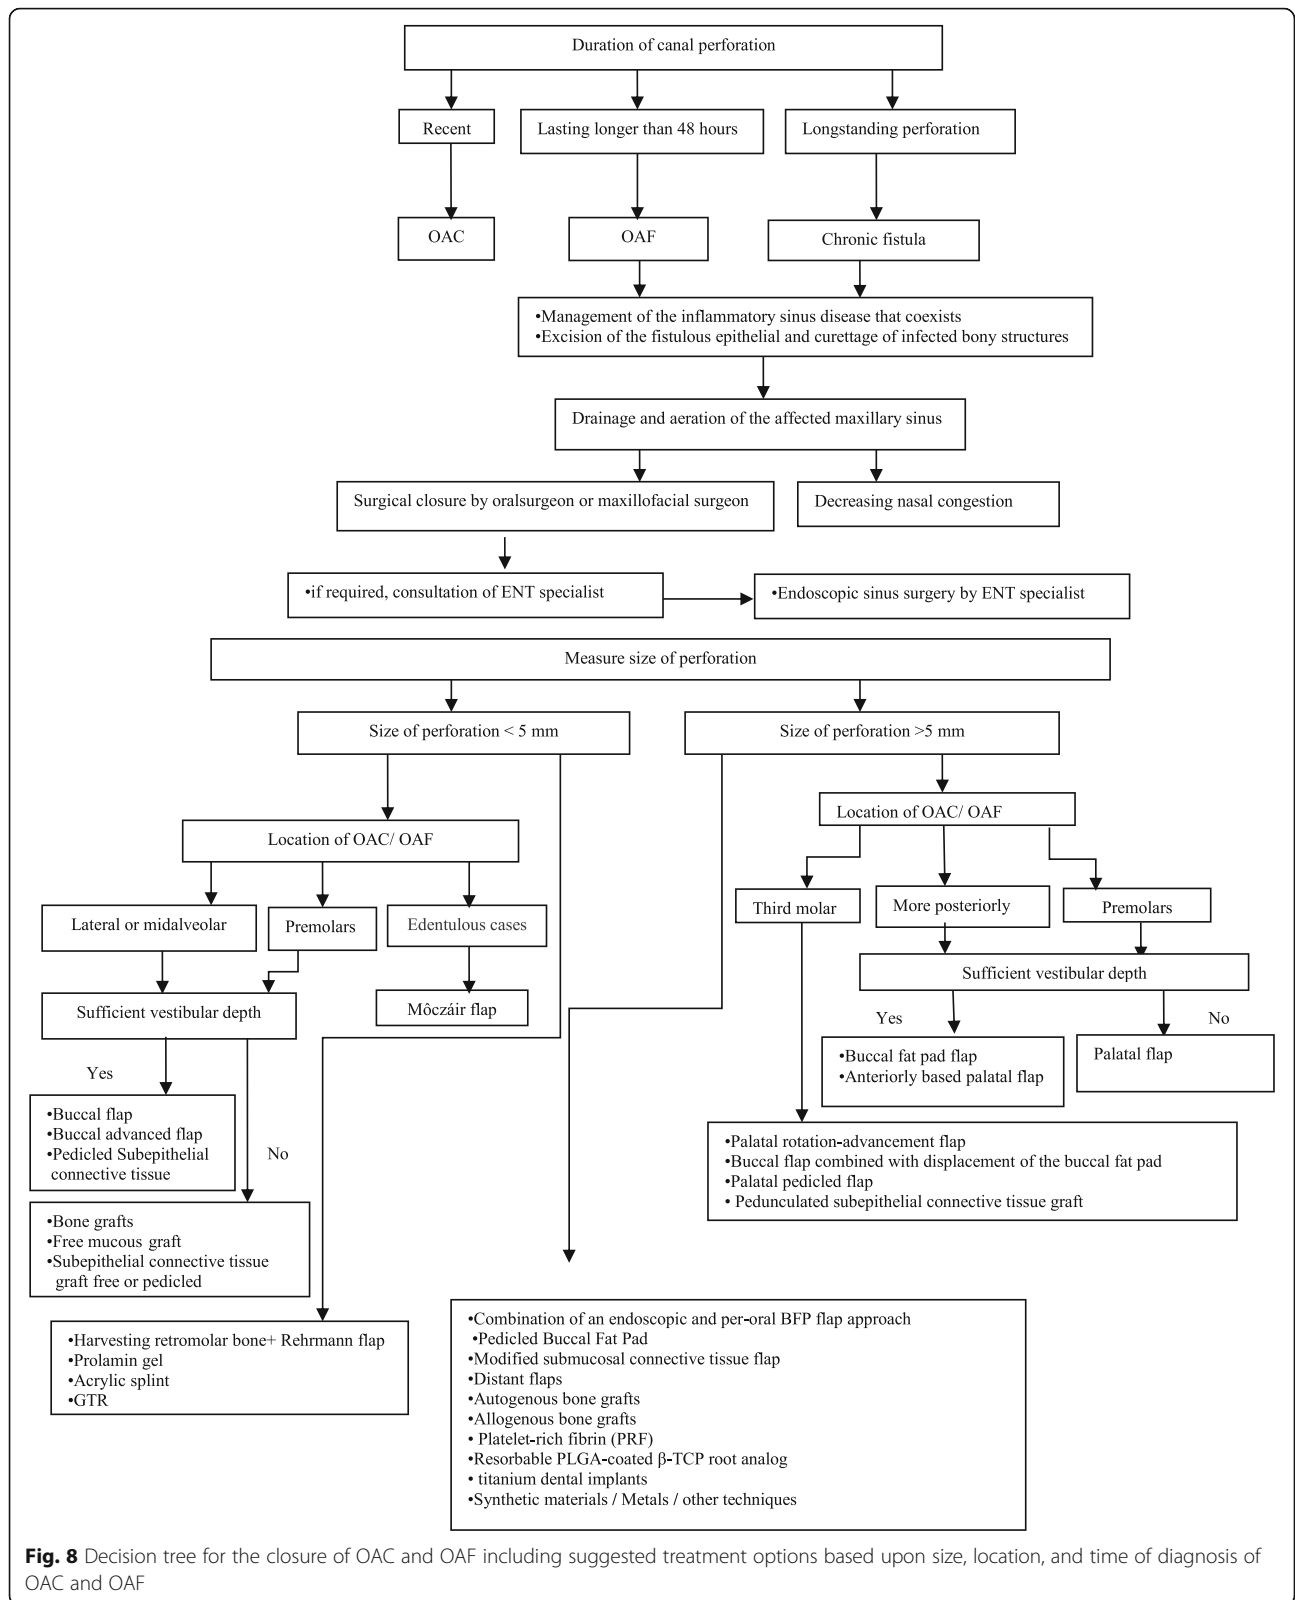 Duration of canal perforation
Recent
Lasting longer than 48 hours
Longstanding perforation
OAC
OAF
Chronic fistula
•Management of the inflammatory sinus disease that coexists
•Excision of the fistulous epithelial and curettage of infected bony structures
Drainage and aeration of the affected maxillary sinus
Surgical closure by oralsurgeon or maxillofacial surgeon
Decreasing nasal congestion
•if required, consultation of ENT specialist
•Endoscopic sinus surgery by ENT specialist
Measure size of perforation
Size of perforation < 5 mm
Size of perforation >5 mm
Location of OAC/ OAF
Location of OAC/ OAF
Lateral or midalveolar
Premolars
Edentulous cases
Third molar
More posteriorly
Premolars
Sufficient vestibular depth
Môczáir flap
Sufficient vestibular depth
Yes
No
•Buccal fat pad flap
•Anteriorly based palatal flap
Palatal flap
Yes
•Buccal flap
•Buccal advanced flap
•Pedicled Subepithelial
connective tissue
No
•Palatal rotation-advancement flap
•Buccal flap combined with displacement of the buccal fat pad
•Palatal pedicled flap
• Pedunculated subepithelial connective tissue graft
•Bone grafts
•Free mucous graft
•Subepithelial connective tissue
graft free or pedicled
•Harvesting retromolar bone+ Rehrmann flap
•Prolamin gel
•Acrylic splint
•GTR
•Combination of an endoscopic and per-oral BFP flap approach
•Pedicled Buccal Fat Pad
•Modified submucosal connective tissue flap
•Distant flaps
•Autogenous bone grafts
•Allogenous bone grafts
• Platelet-rich fibrin (PRF)
•Resorbable PLGA-coated β-TCP root analog
• titanium dental implants
•Synthetic materials / Metals / other techniques
Fig. 8 Decision tree for the closure of OAC and OAF including suggested treatment options based upon size, location, and time of diagnosis of
OAC and OAF